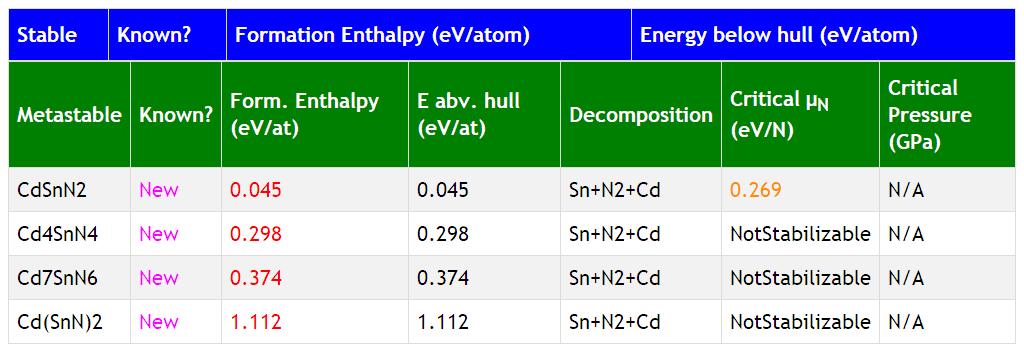 Stable Known? Formation Enthalpy (eV/atom) Energy below hull (eV/atom)
Metastable Known? Form. Enthalpy (eV/at) E abv. hull (eV/at) Decomposition Critical μN (eV/N) Critical Pressure (GPa)
CdSnN2 New 0.045 0.045 Sn+N2+Cd 0.269 N/A
Cd4SnN4 New 0.298 0.298 Sn+N2+Cd NotStabilizable N/A
Cd7SnN6 New 0.374 0.374 Sn+N2+Cd NotStabilizable N/A
Cd(SnN)2 New 1.112 1.112 Sn+N2+Cd NotStabilizable N/A